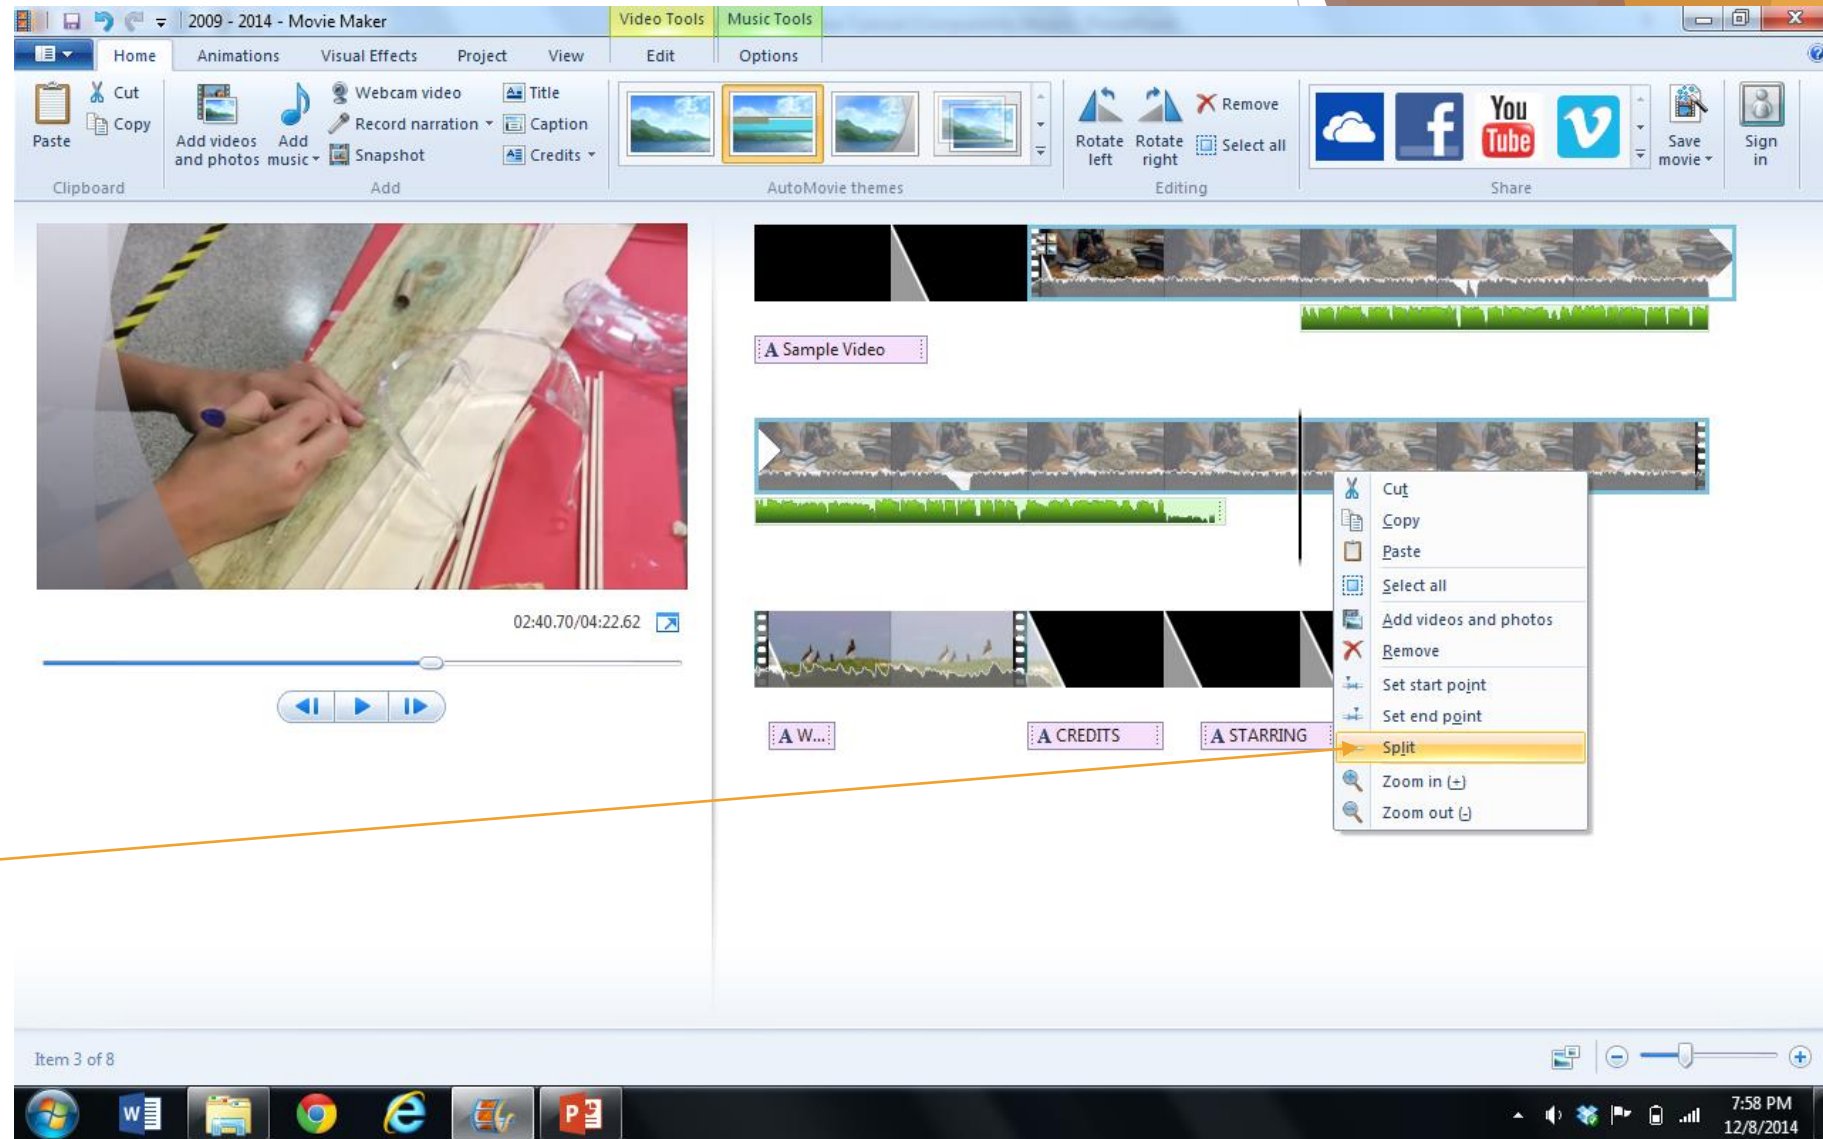 2009 - 2014 - Movie Maker
Video Tools
Music Tools
Home
Animations
Visual Effects
Project
View
Edit
Options
Paste
Cut
Copy
Clipboard
Add videos
and photos
Add
music
Webcam video
Record narration
Snapshot
Title
Caption
Credits
Add
AutoMovie themes
Rotate
left
Rotate
right
Remove
Select all
Editing
f
You
Tube
v
Share
Save
movie
Sign
in
A Sample Video
02:40.70/04:22.62
A W...
A CREDITS
A STARRING
Cut
Copy
Paste
Select all
Add videos and photos
Remove
Set start point
Set end point
Split
Zoom in (+)
Zoom out (-)
Item 3 of 8
W
e
P
7:58 PM
12/8/2014